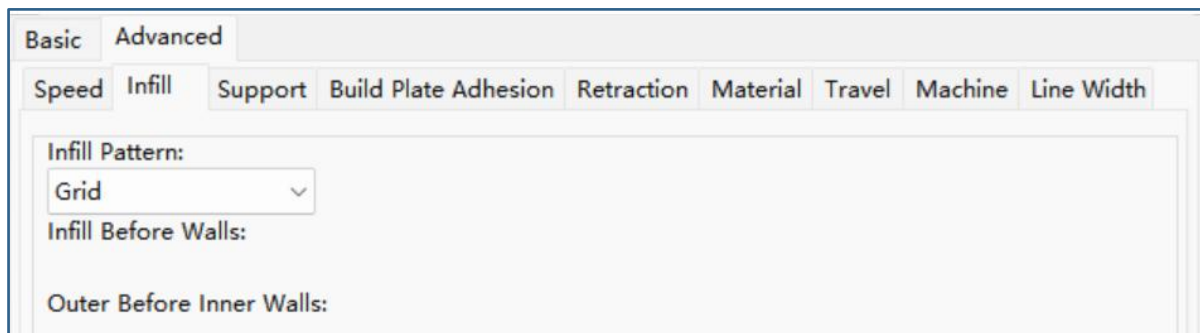 Basic Advanced
Speed Infill Support Build Plate Adhesion Retraction Material Travel Machine Line Width
Infill Pattern:
Grid
Infill Before Walls:
Outer Before Inner Walls: